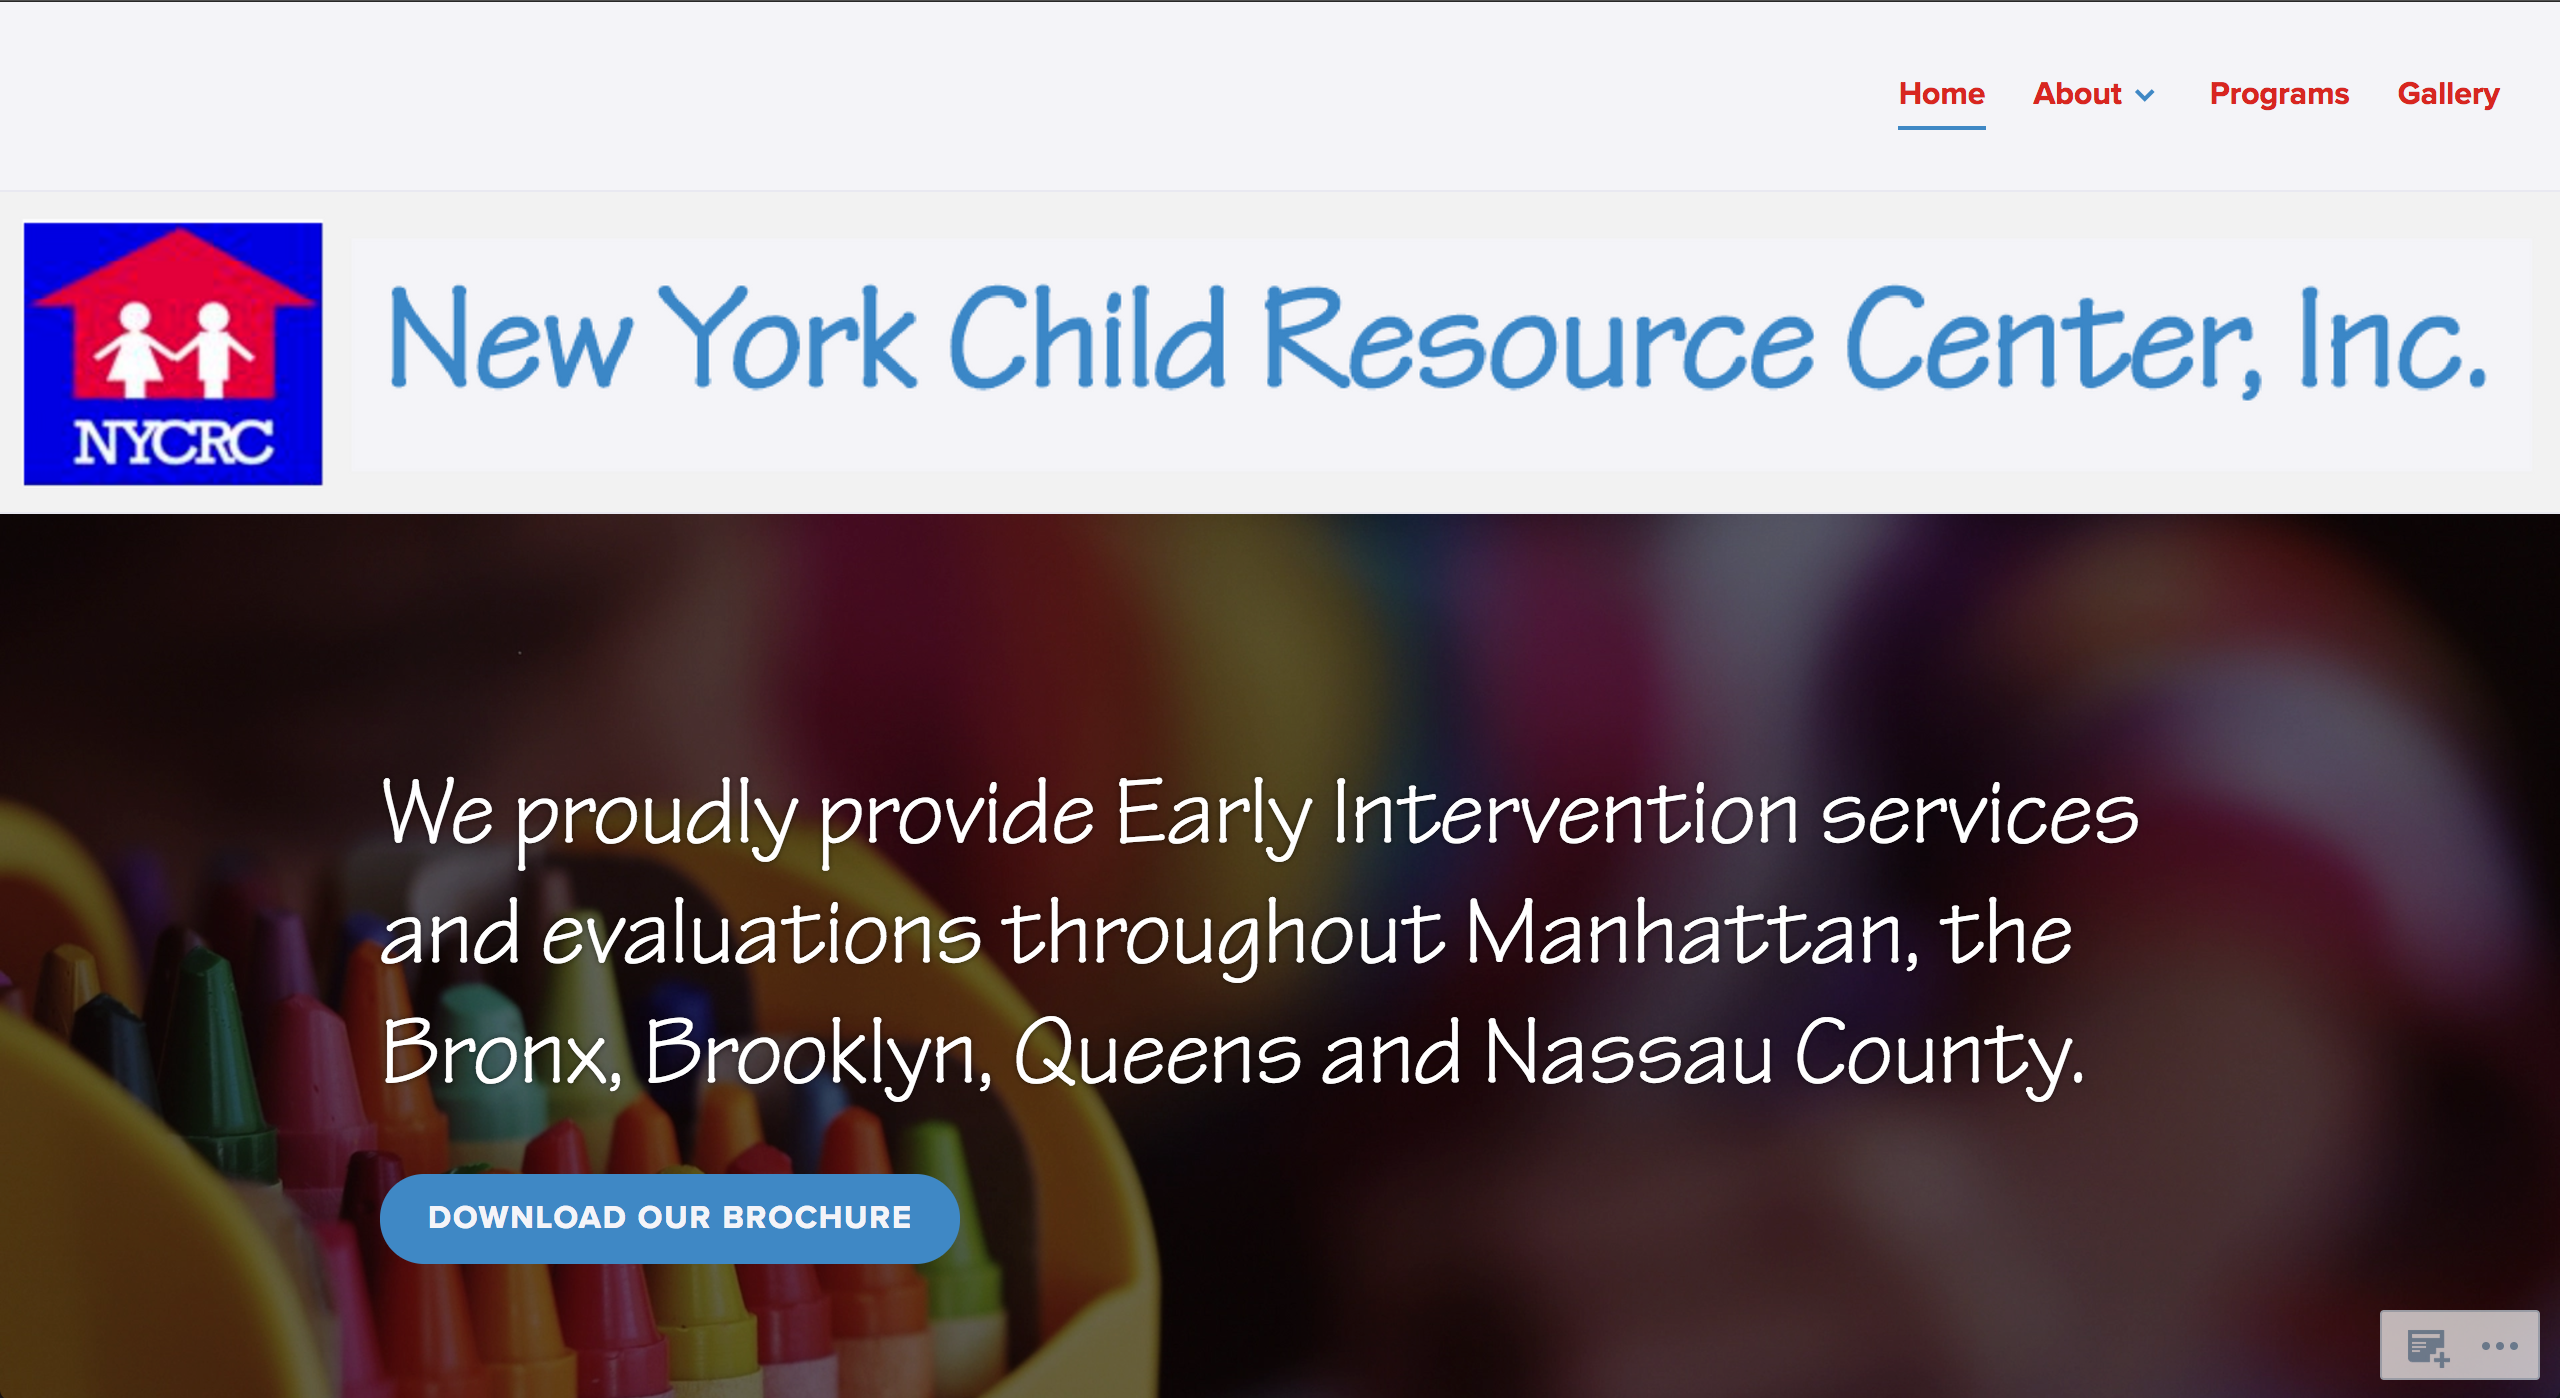 Home About Programs Gallery
NYCRC
New York Child Resource Center, Inc.
We proudly provide Early Intervention services
and evaluations throughout Manhattan, the
Bronx, Brooklyn, Queens and Nassau County.
DOWNLOAD OUR BROCHURE